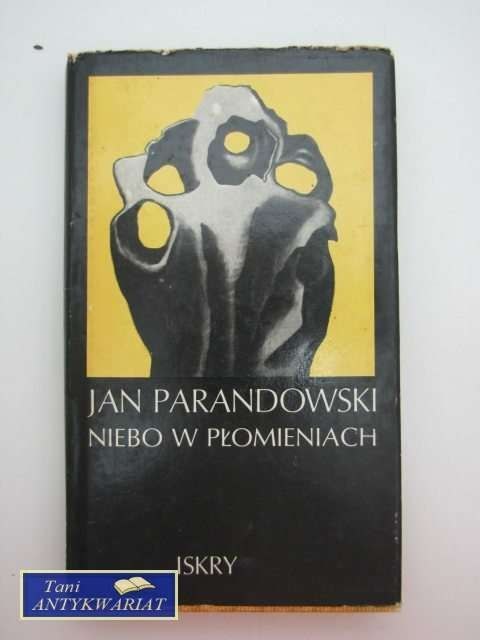 JAN PARANDOWSKI
NIEBO W PŁOMIENIACH
ISKRY
Tani
ANTYKWARIAT